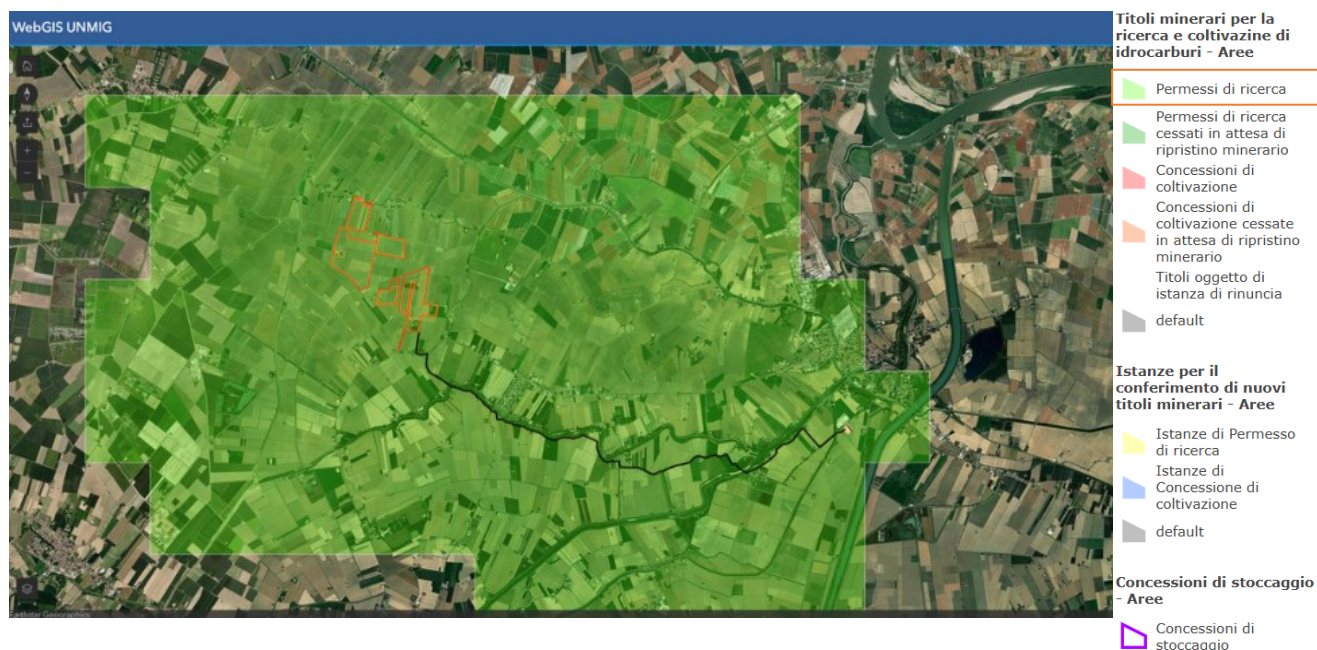 WebGIS UNMIG
Earthstar Geographics
Titoli minerari per la
ricerca e coltivazine di
idrocarburi - Aree
Permessi di ricerca
Permessi di ricerca
cessati in attesa di
ripristino minerario
Concessioni di
coltivazione
Concessioni di
coltivazione cessate
in attesa di ripristino
minerario
Titoli oggetto di
istanza di rinuncia
default
Istanze per il
conferimento di nuovi
titoli minerari - Aree
Istanze di Permesso
di ricerca
Istanze di
Concessione di
coltivazione
default
Concessioni di stoccaggio
- Aree
Concessioni di
stoccaggio